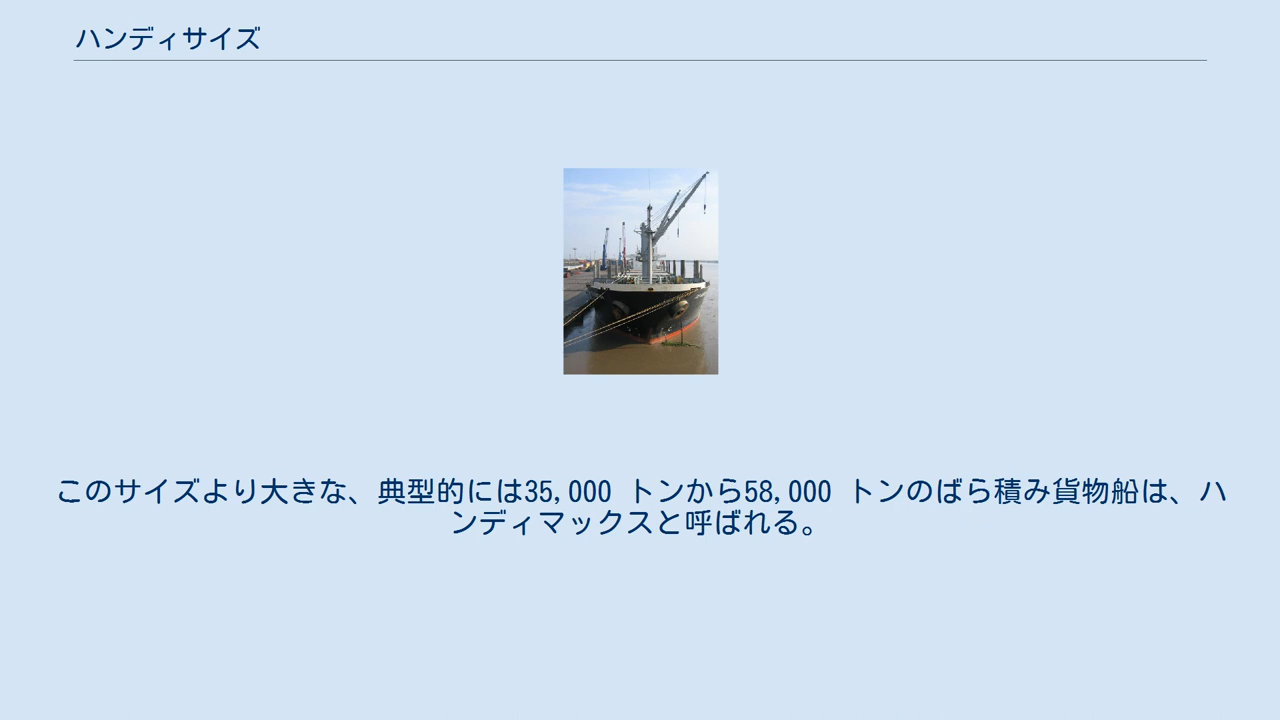 ハンディサイズ
このサイズより大きな、典型的には35,000 トンから58,000 トンのばら積み貨物船は、ハ
ンディマックスと呼ばれる。